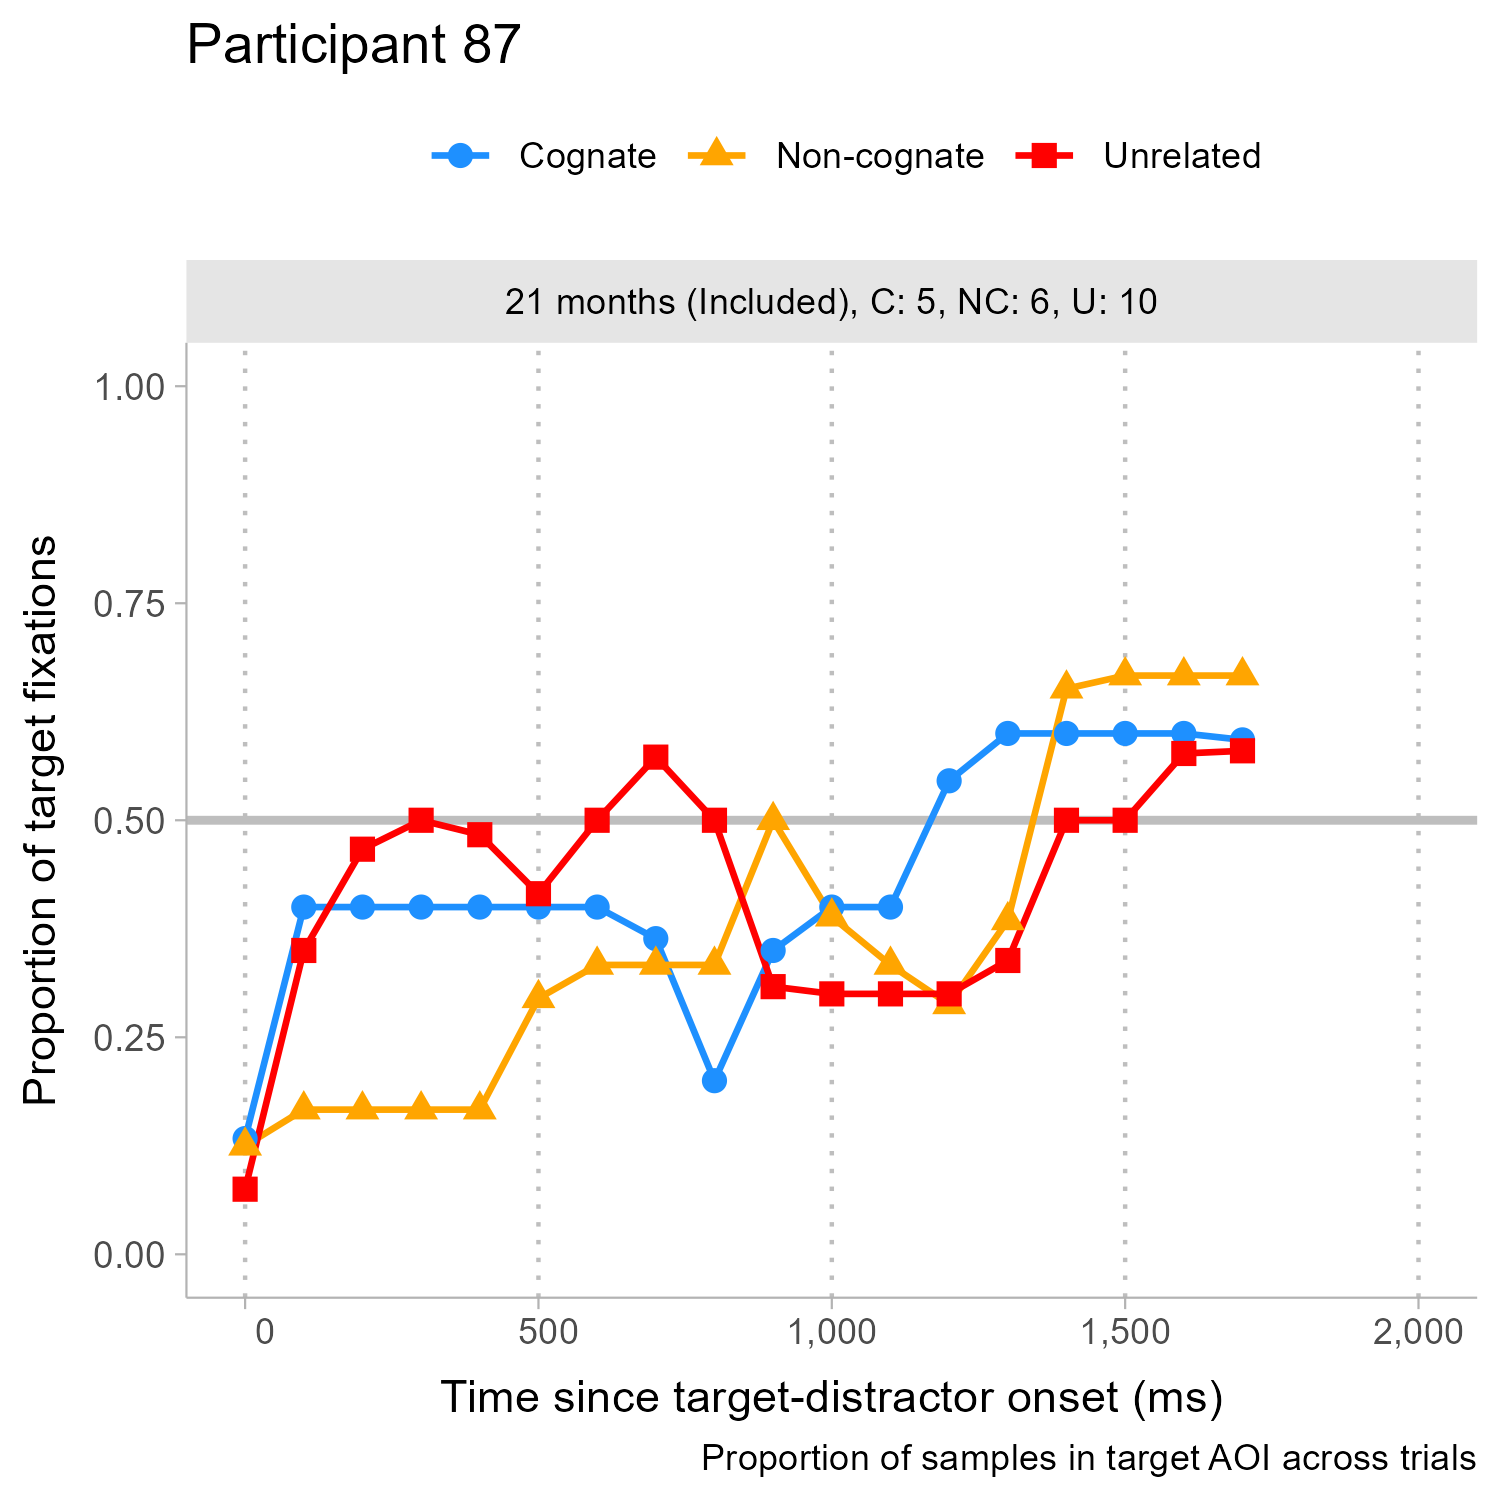 Participant 87
Cognate Non-cognate Unrelated
21 months (Included), C: 5, NC: 6, U: 10
1.00
0.75
0.50
0.25
0.00
Proportion of target fixations
0 500 1,000 1,500 2,000
Time since target-distractor onset (ms)
Proportion of samples in target AOI across trials